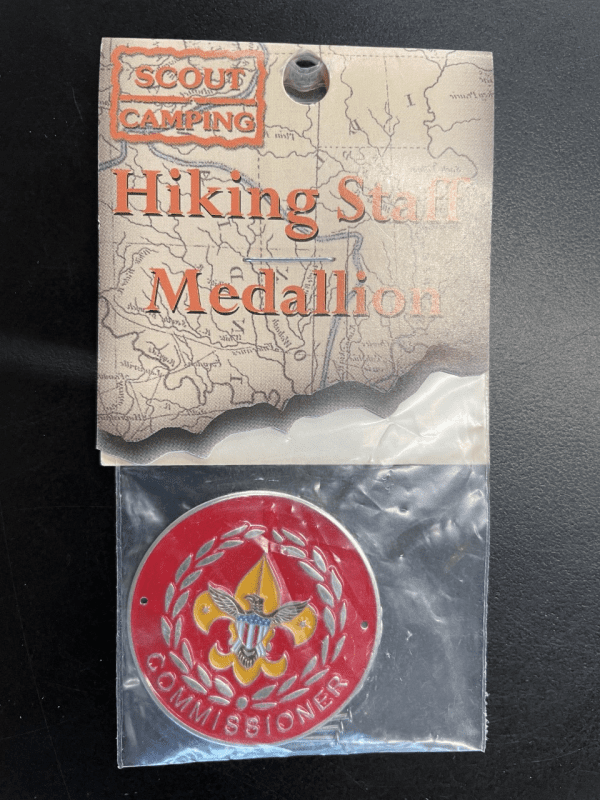 SCOUT
CAMPING
Hiking Staff
Medallion
COMMISSIONER